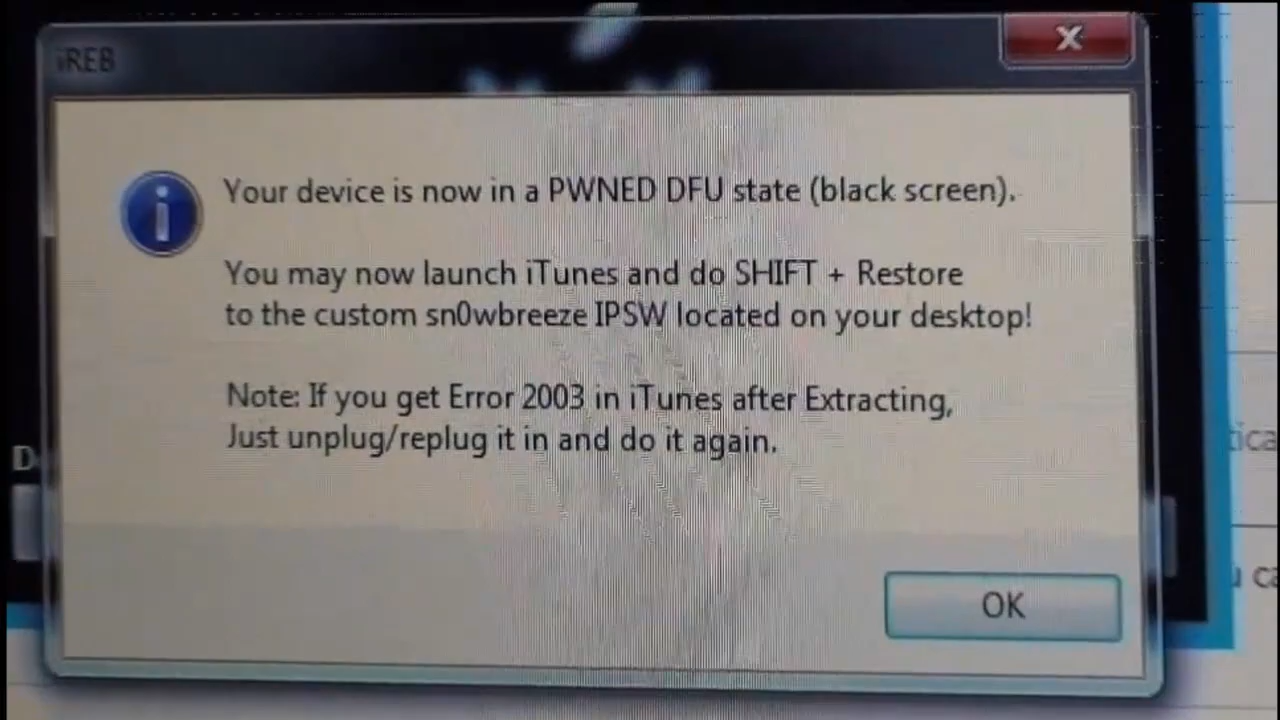 iREB
Your device is now in a PWNED DFU state (black screen).
You may now launch iTunes and do SHIFT + Restore
to the custom sn0wbreeze IPSW located on your desktop!
Note: If you get Error 2003 in iTunes after Extracting,
Just unplug/replug it in and do it again.
OK